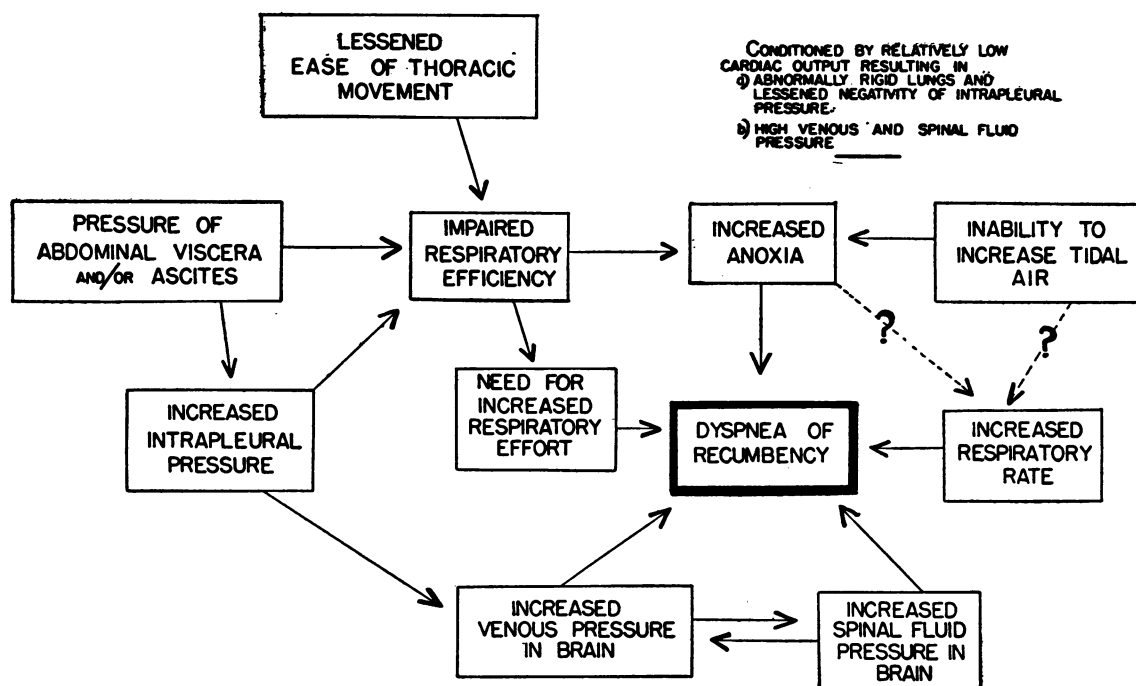 LESSENED
EASE OF THORACIC
MOVEMENT
CONDITIONED BY RELATIVELY LOW
CARDIAC OUTPUT RESULTING IN
a) ABNORMALLY RIGID LUNGS AND
LESSENED NEGATIVITY OF INTRAPLEURAL
PRESSURE.
b) HIGH VENOUS AND SPINAL FLUID
PRESSURE
PRESSURE OF
ABDOMINAL VISCERA
AND/OR ASCITES
IMPAIRED
RESPIRATORY
EFFICIENCY
INCREASED
ANOXIA
INABILITY TO
INCREASE TIDAL
AIR
?
?
INCREASED
INTRAPLEURAL
PRESSURE
NEED FOR
INCREASED
RESPIRATORY
EFFORT
DYSPNEA OF
RECUMBENCY
INCREASED
RESPIRATORY
RATE
INCREASED
VENOUS PRESSURE
IN BRAIN
INCREASED
SPINAL FLUID
PRESSURE IN
BRAIN